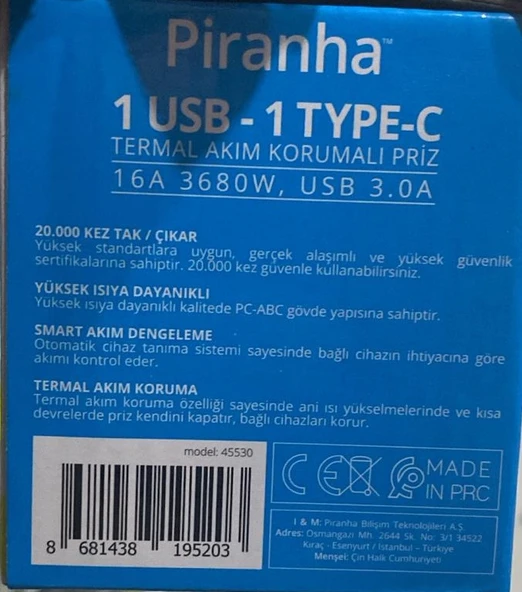 Piranha™
1 USB - 1 TYPE-C
TERMAL AKIM KORUMALI PRİZ
16A 3680W, USB 3.0A
20.000 KEZ TAK / ÇIKAR
Yüksek standartlara uygun, gerçek alaşımlı ve yüksek güvenlik
sertifikalarına sahiptir. 20.000 kez güvenle kullanabilirsiniz.
YÜKSEK ISIYA DAYANIKLI
Yüksek ısıya dayanıklı kalitede PC-ABC gövde yapısına sahiptir.
SMART AKIM DENGELEME
Otomatik cihaz tanıma sistemi sayesinde bağlı cihazın ihtiyacına göre
akımı kontrol eder.
TERMAL AKIM KORUMA
Termal akım koruma özelliği sayesinde ani ısı yükselmelerinde ve kısa
devrelerde priz kendini kapatır, bağlı cihazları korur.
model: 45530
8 681438 195203
CE
MADE
IN PRC
I & M: Piranha Bilişim Teknolojileri A.Ş.
Adres: Osmangazi Mh. 2644 Sk. No: 3/1 34522
Kıraç - Esenyurt / İstanbul - Türkiye
Menşei: Çin Halk Cumhuriyeti